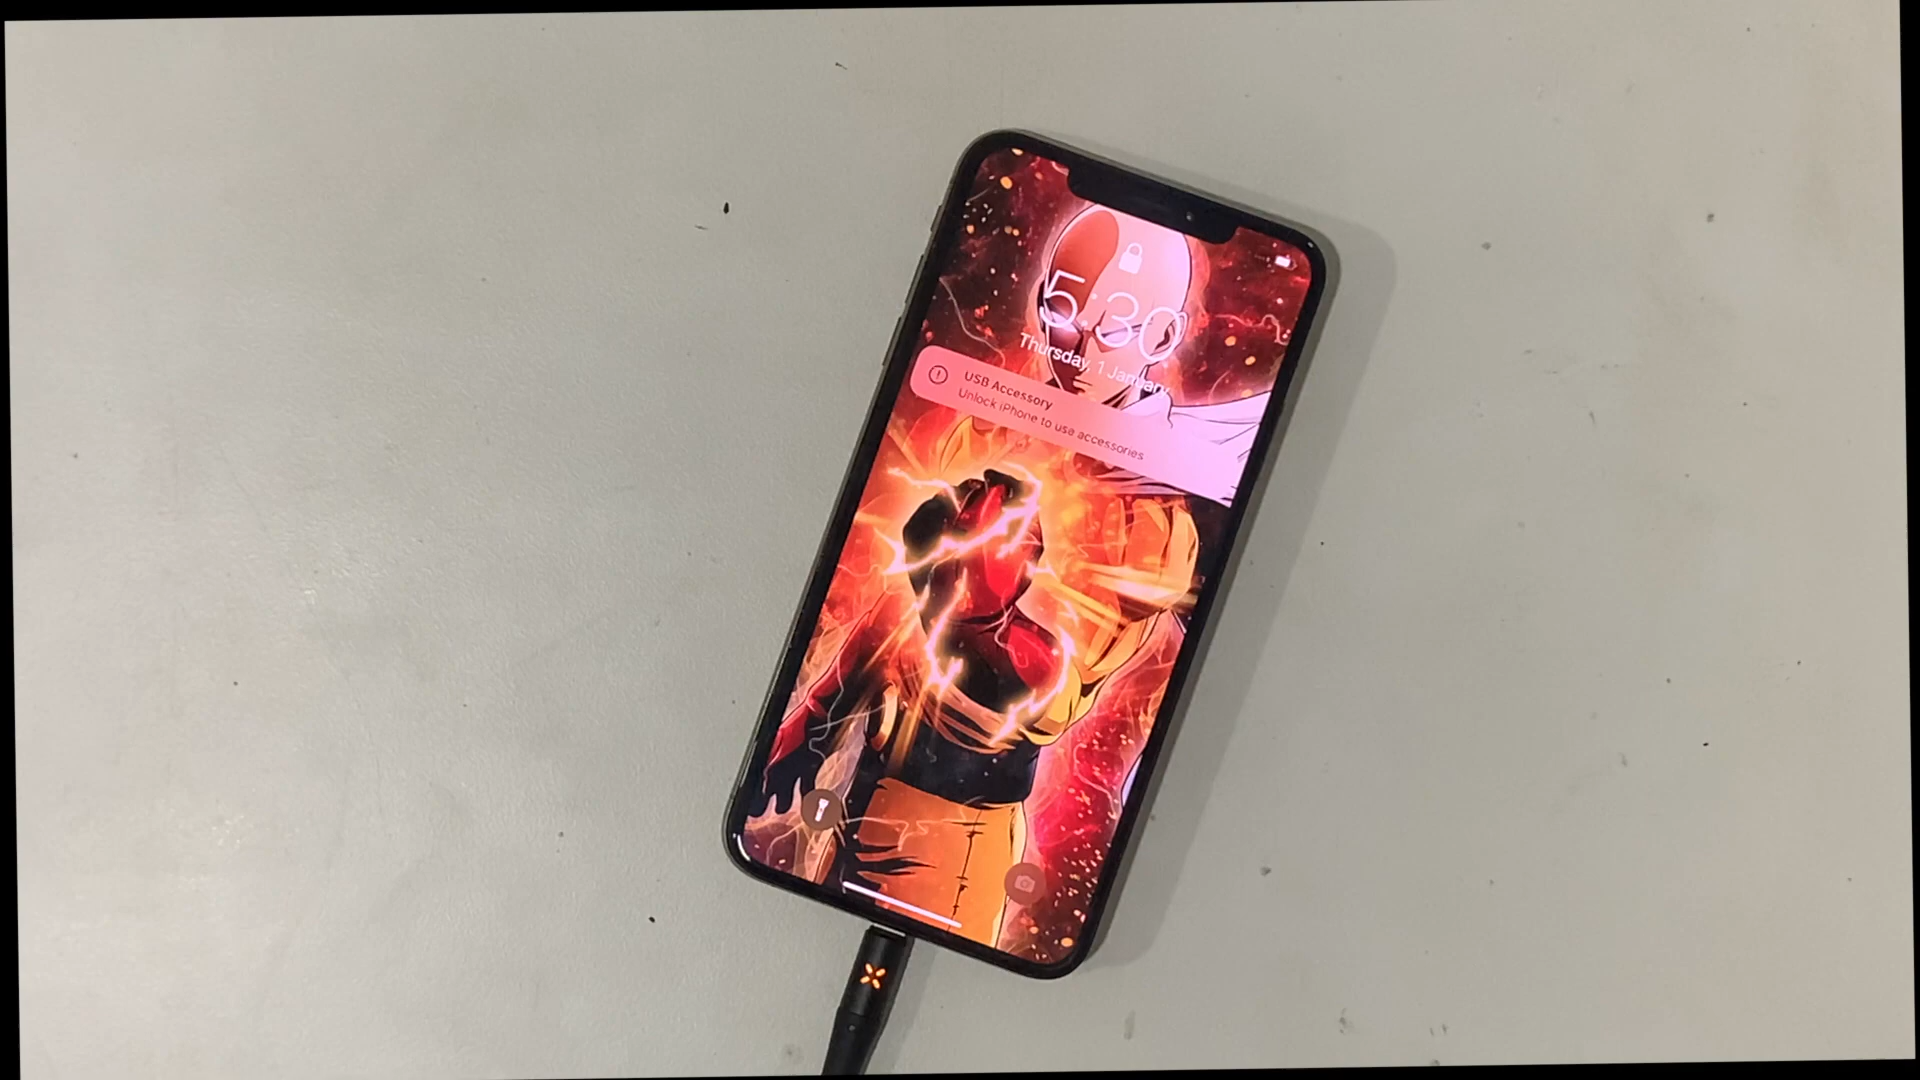 5:30
Thursday, 1 January
USB Accessory
Unlock iPhone to use accessories